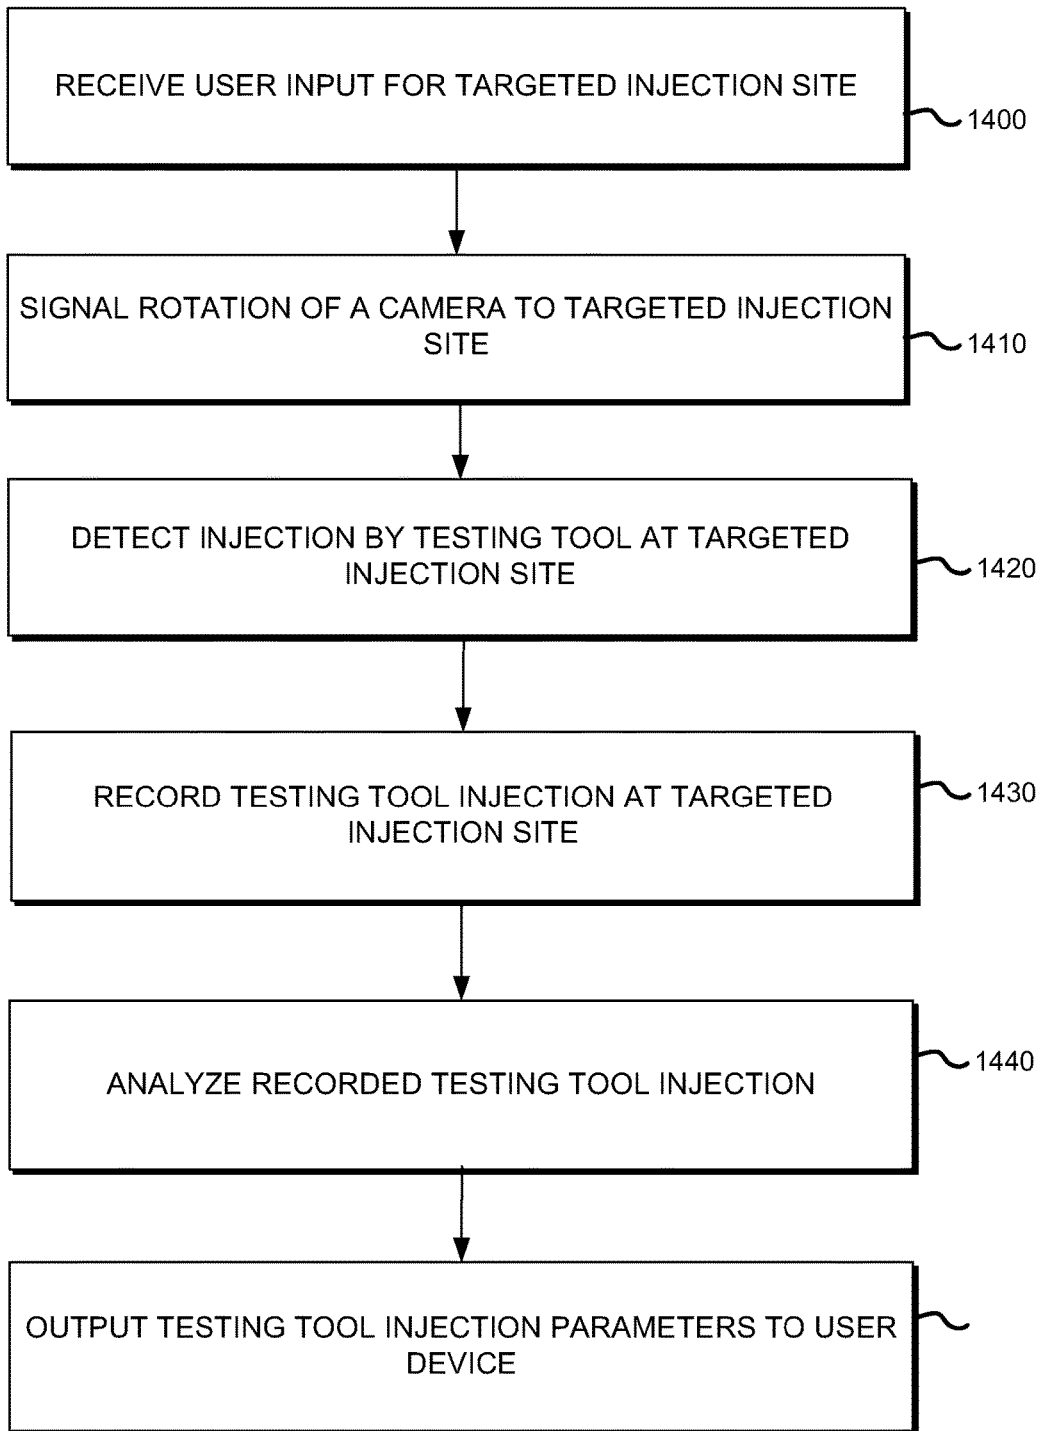 RECEIVE USER INPUT FOR TARGETED INJECTION SITE
1400
SIGNAL ROTATION OF A CAMERA TO TARGETED INJECTION
SITE
1410
DETECT INJECTION BY TESTING TOOL AT TARGETED
INJECTION SITE
1420
RECORD TESTING TOOL INJECTION AT TARGETED
INJECTION SITE
1430
ANALYZE RECORDED TESTING TOOL INJECTION
1440
OUTPUT TESTING TOOL INJECTION PARAMETERS TO USER
DEVICE